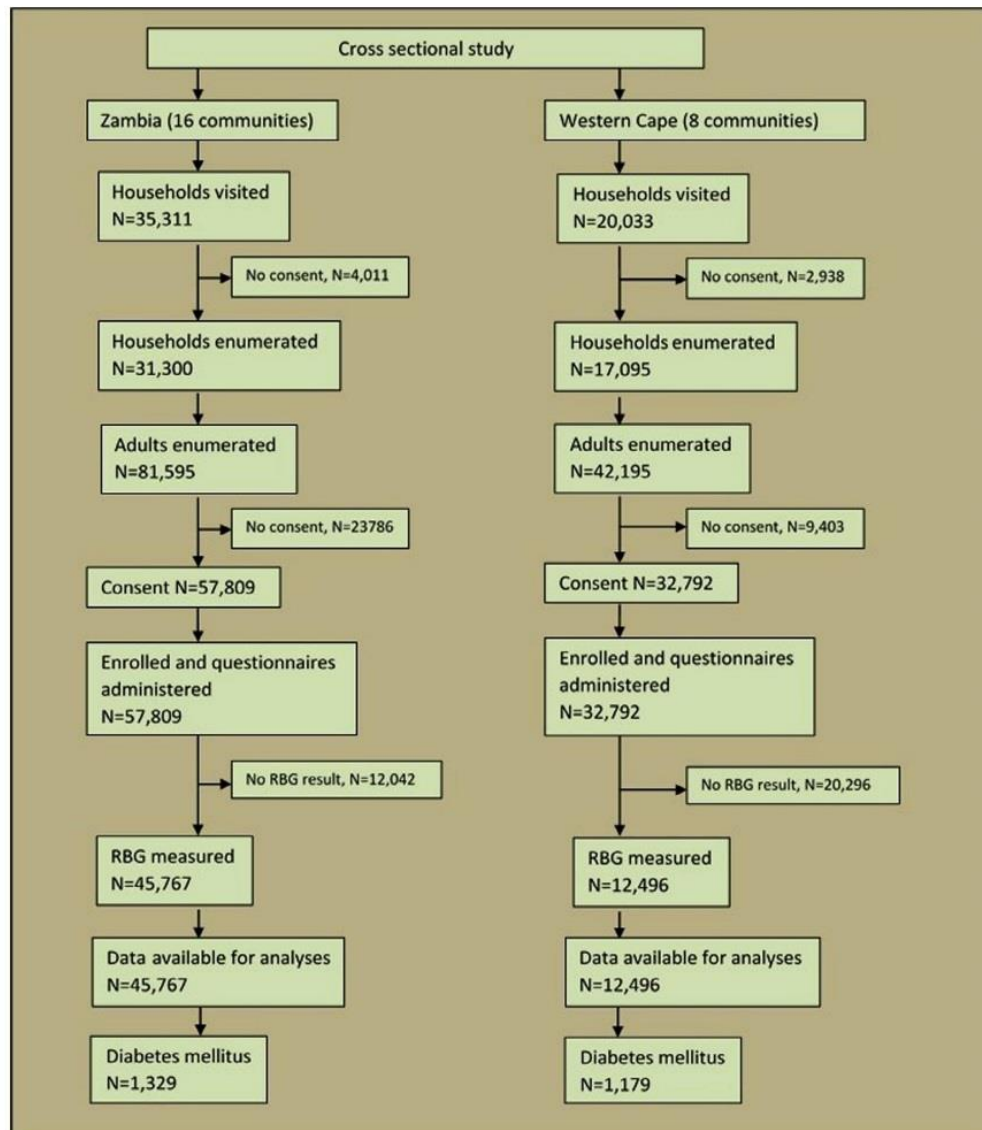 Cross sectional study
Zambia (16 communities)
Households visited
N=35,311
No consent, N=4,011
Households enumerated
N=31,300
Adults enumerated
N=81,595
No consent, N=23786
Consent N=57,809
Enrolled and questionnaires
administered
N=57,809
No RBG result, N=12,042
RBG measured
N=45,767
Data available for analyses
N=45,767
Diabetes mellitus
N=1,329
Western Cape (8 communities)
Households visited
N=20,033
No consent, N=2,938
Households enumerated
N=17,095
Adults enumerated
N=42,195
No consent, N=9,403
Consent N=32,792
Enrolled and questionnaires
administered
N=32,792
No RBG result, N=20,296
RBG measured
N=12,496
Data available for analyses
N=12,496
Diabetes mellitus
N=1,179